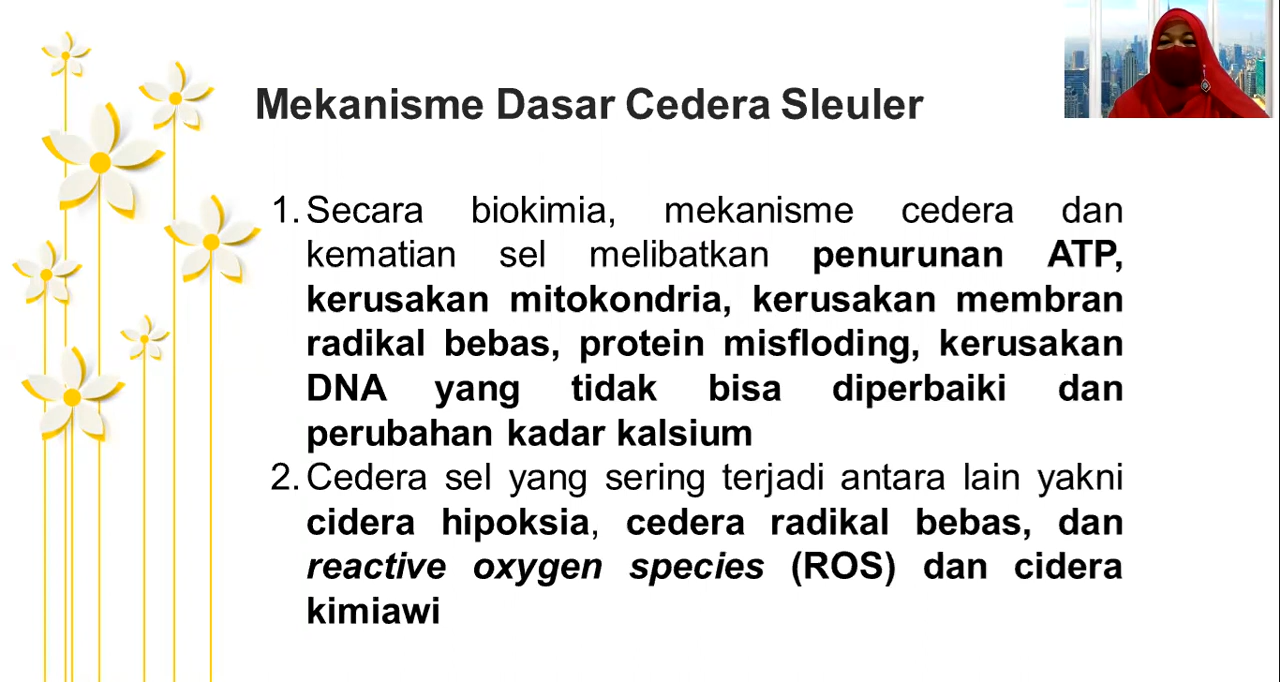 Mekanisme Dasar Cedera Sleuler
1. Secara biokimia, mekanisme cedera dan
kematian sel melibatkan penurunan ATP,
kerusakan mitokondria, kerusakan membran
radikal bebas, protein misfloding, kerusakan
DNA yang tidak bisa diperbaiki dan
perubahan kadar kalsium
2. Cedera sel yang sering terjadi antara lain yakni
cidera hipoksia, cedera radikal bebas, dan
reactive oxygen species (ROS) dan cidera
kimiawi